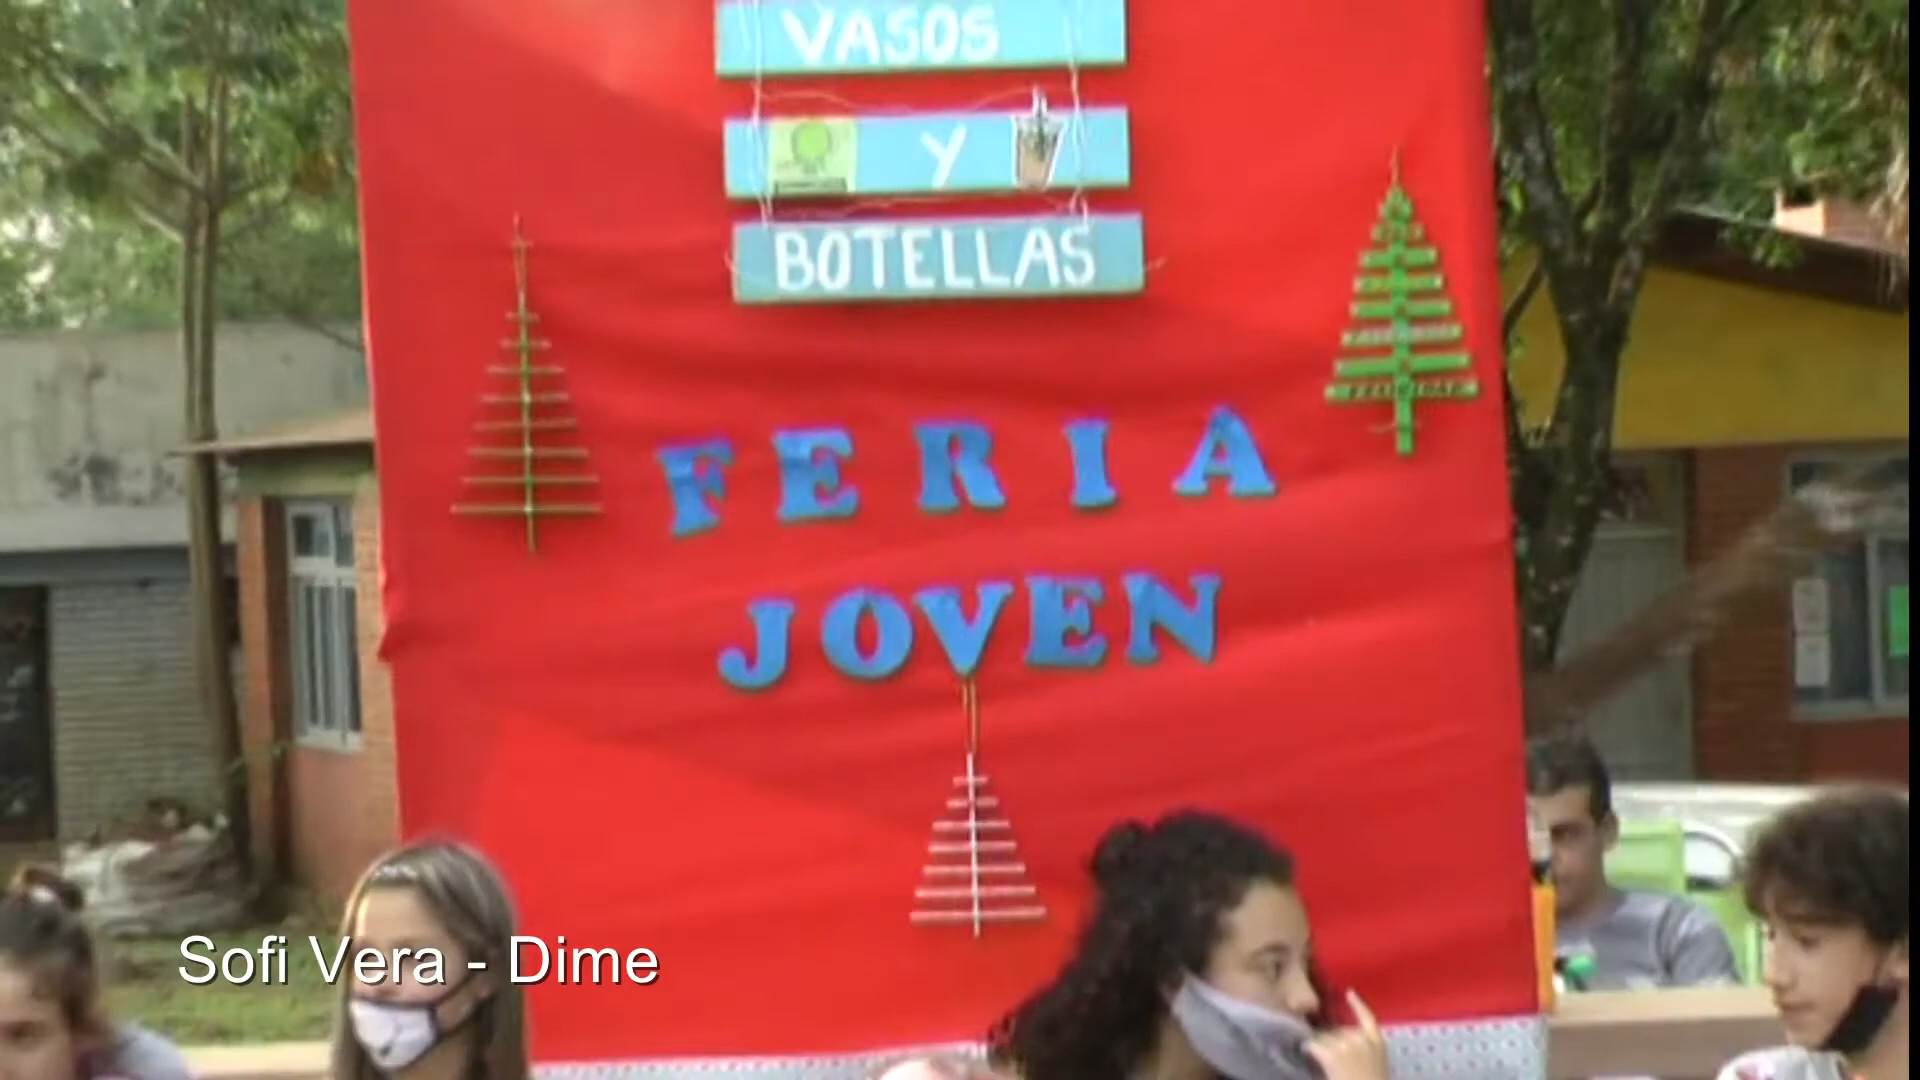 VASOS
Y
BOTELLAS
FERIA
JOVEN
Sofi Vera - Dime